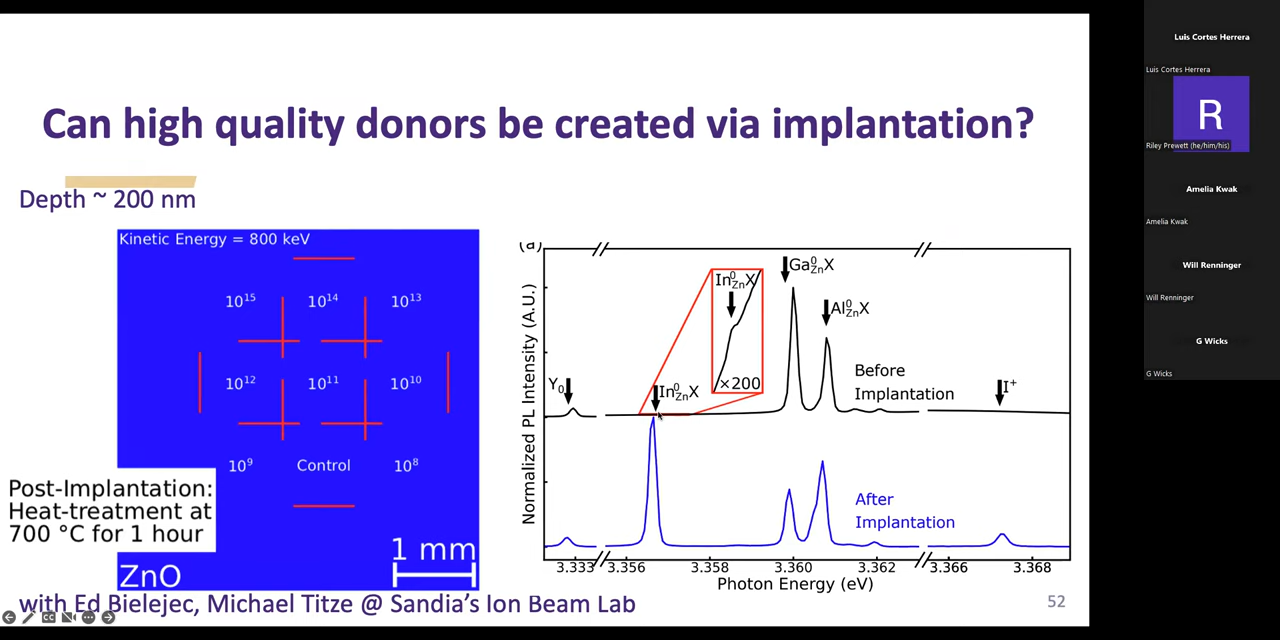 Can high quality donors be created via implantation?
Depth ~ 200 nm
Kinetic Energy = 800 keV
10¹⁵ 10¹⁴ 10¹³
10¹² 10¹¹ 10¹⁰
10⁹ Control 10⁸
Post-Implantation:
Heat-treatment at
700 °C for 1 hour
1 mm
ZnO
(a)
Normalized PL Intensity (A.U.)
Y₀
In⁰ZnX
In⁰ZnX
×200
Ga⁰ZnX
Al⁰ZnX
I⁺
Before
Implantation
After
Implantation
3.333 3.356 3.358 3.360 3.362 3.366 3.368
Photon Energy (eV)
with Ed Bielejec, Michael Titze @ Sandia's Ion Beam Lab
52
CC
Luis Cortes Herrera
Luis Cortes Herrera
R
Riley Prewett (he/him/his)
Amelia Kwak
Amelia Kwak
Will Renninger
Will Renninger
G Wicks
G Wicks